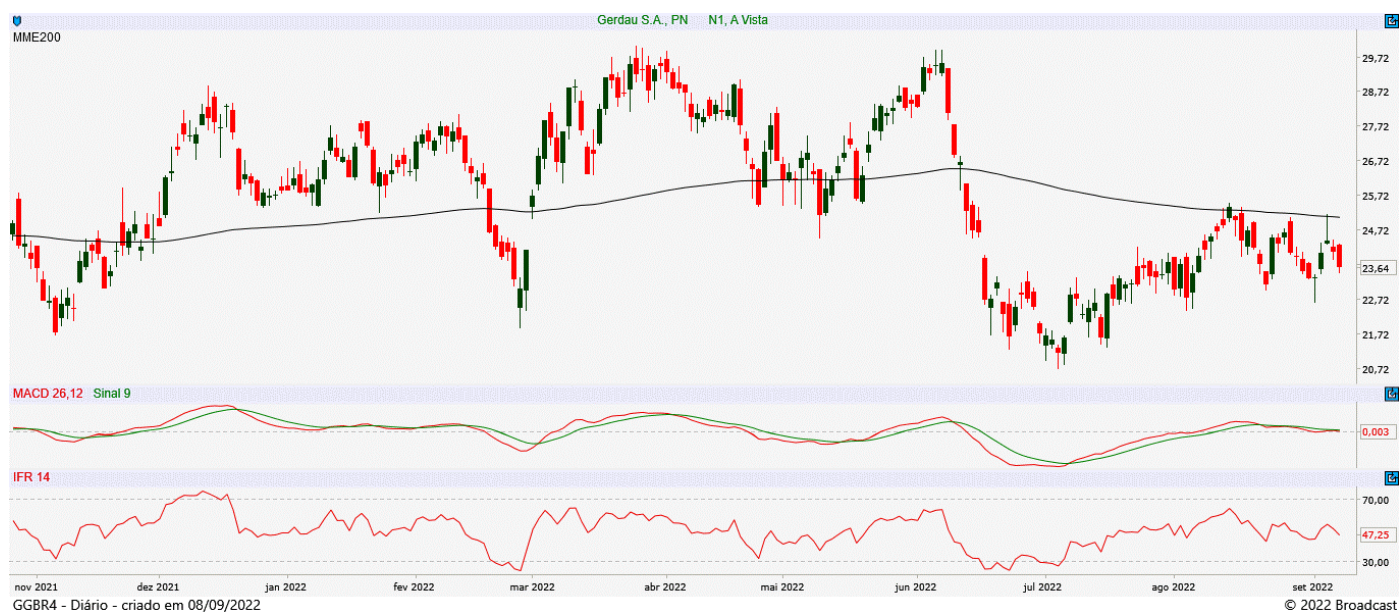 Gerdau S.A., PN N1, A Vista
MME200
29,72
28,72
27,72
26,72
25,72
24,72
23,64
22,72
21,72
20,72
MACD 26,12 Sinal 9
0,003
IFR 14
70,00
47,25
30,00
nov 2021 dez 2021 jan 2022 fev 2022 mar 2022 abr 2022 mai 2022 jun 2022 jul 2022 ago 2022 set 2022
GGBR4 - Diário - criado em 08/09/2022 © 2022 Broadcast